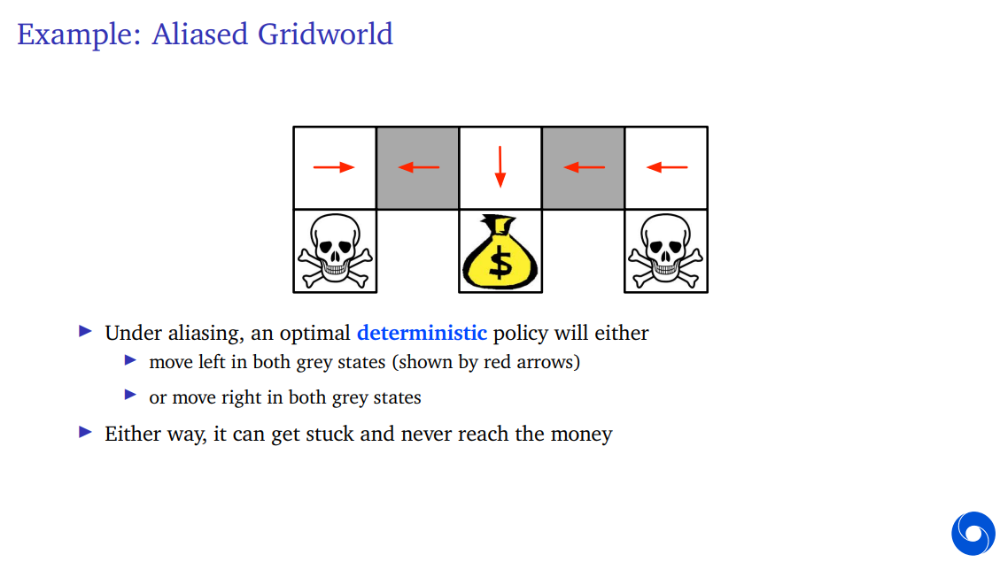 Example: Aliased Gridworld
$
Under aliasing, an optimal deterministic policy will either
move left in both grey states (shown by red arrows)
or move right in both grey states
Either way, it can get stuck and never reach the money